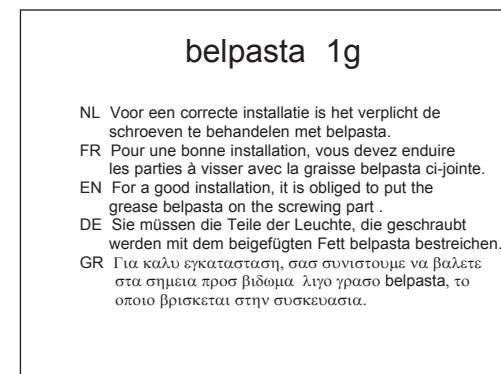 belpasta 1g
NL Voor een correcte installatie is het verplicht de
schroeven te behandelen met belpasta.
FR Pour une bonne installation, vous devez enduire
les parties à visser avec la graisse belpasta ci-jointe.
EN For a good installation, it is obliged to put the
grease belpasta on the screwing part .
DE Sie müssen die Teile der Leuchte, die geschraubt
werden mit dem beigefügten Fett belpasta bestreichen.
GR Για καλυ εγκατασταση, σασ συνιστουμε να βαλετε
στα σημεια προσ βιδωμα λιγο γρασο belpasta, το
οποιο βρισκεται στην συσκευασια.